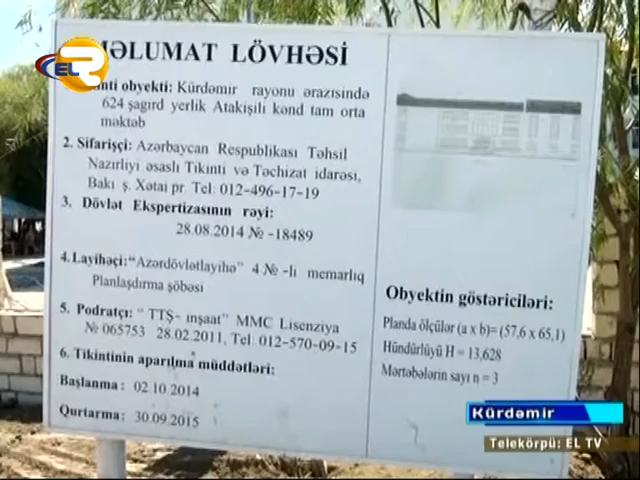 MƏLUMAT LÖVHƏSİ
EL R
inti obyekti: Kürdəmir rayonu ərazisində
624 şagird yerlik Atakişili kənd tam orta
məktəb
2. Sifarişçi: Azərbaycan Respublikası Təhsil
Nazirliyi əsaslı Tikinti və Təchizat idarəsi,
Bakı ş. Xətai pr. Tel: 012-496-17-19
3. Dövlət Ekspertizasının rəyi:
28.08.2014 № -18489
4. Layihəçi:"Azərdövlətlayihə" 4 № -li memarlıq
Planlaşdırma şöbəsi
5. Podratçı: " TTŞ- inşaat" MMC Lisenziya
№ 065753 28.02.2011, Tel: 012-570-09-15
6. Tikintinin aparılma müddətləri:
Başlanma: 02.10.2014
Qurtarma: 30.09.2015
Obyektin göstəriciləri:
Planda ölçülər (a x b)= (57,6 x 65,1)
Hündürlüyü H = 13,628
Mərtəbələrin sayı n = 3
Kürdəmir
Telekörpü: EL TV